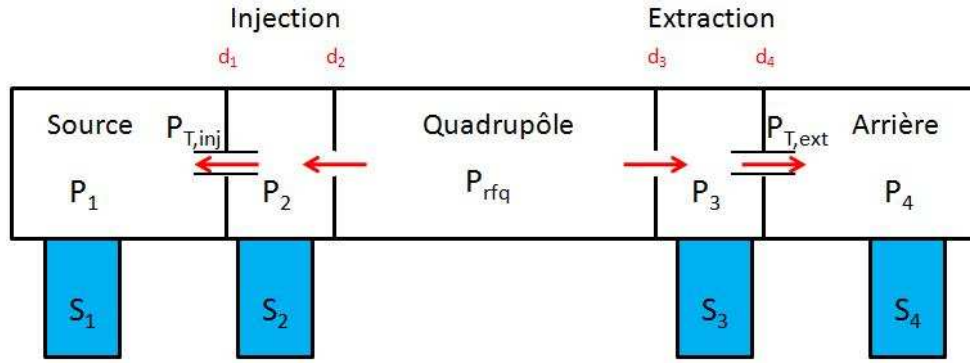 Injection Extraction
d1 d2 d3 d4
Source PT,inj Quadrupôle PT,ext Arrière
P1 P2 Prfq P3 P4
S1 S2 S3 S4